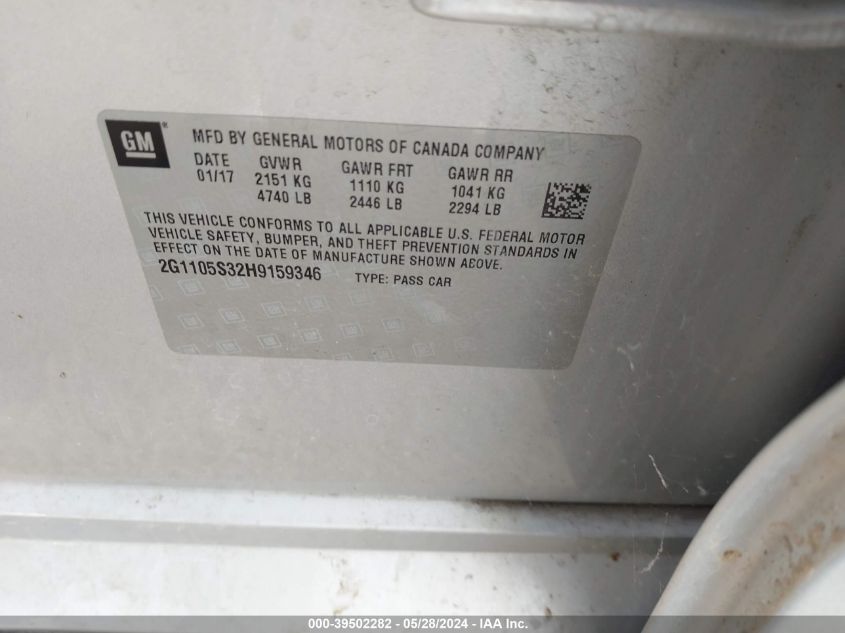 GM®
MFD BY GENERAL MOTORS OF CANADA COMPANY
DATE GVWR GAWR FRT GAWR RR
01/17 2151 KG 1110 KG 1041 KG
4740 LB 2446 LB 2294 LB
THIS VEHICLE CONFORMS TO ALL APPLICABLE U.S. FEDERAL MOTOR
VEHICLE SAFETY, BUMPER, AND THEFT PREVENTION STANDARDS IN
EFFECT ON THE DATE OF MANUFACTURE SHOWN ABOVE.
2G1105S32H9159346 TYPE: PASS CAR
000-39502282 - 05/28/2024 - IAA Inc.